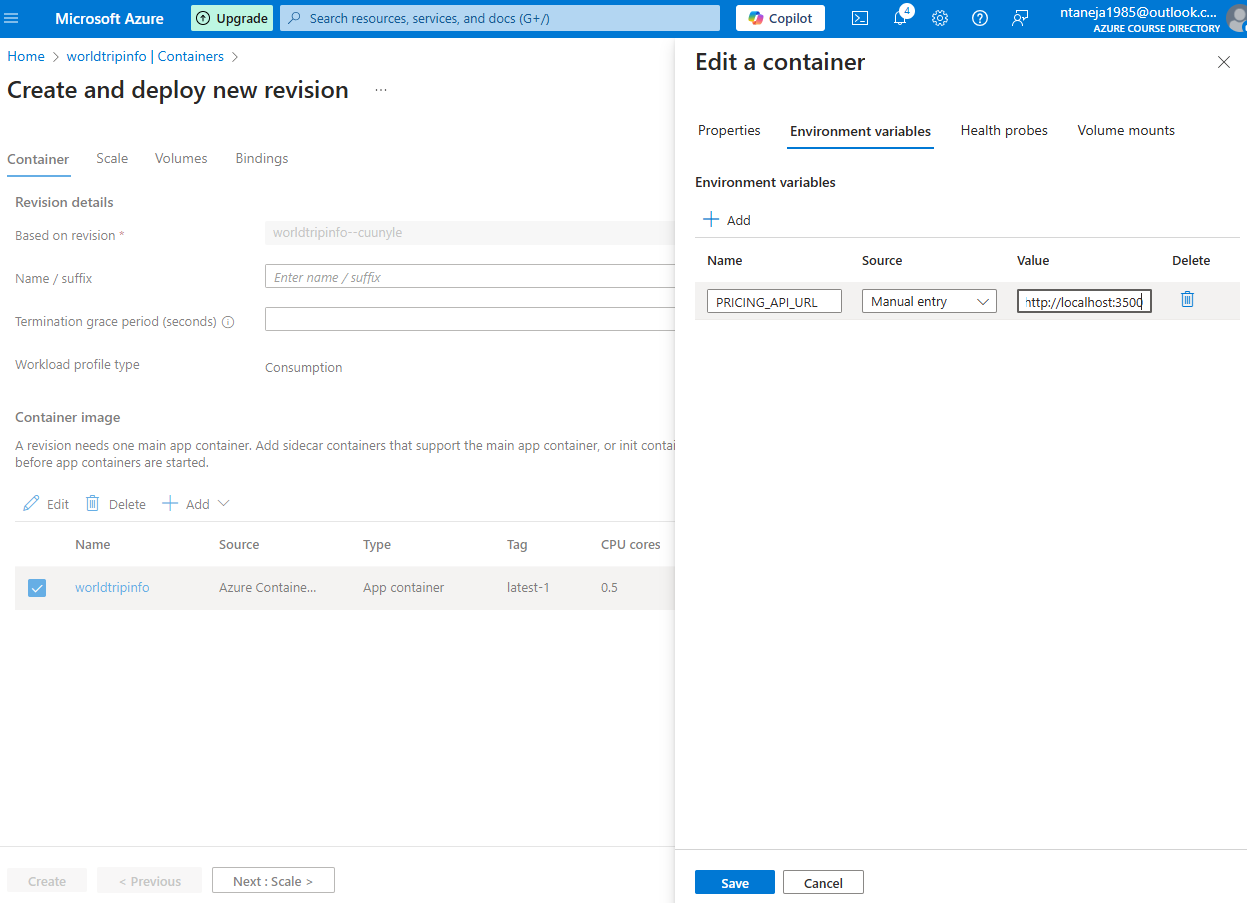 Microsoft Azure
Upgrade
Search resources, services, and docs (G+/)
Copilot
4
ntaneja1985@outlook.c...
AZURE COURSE DIRECTORY
Home > worldtripinfo | Containers >
Create and deploy new revision ...
Container Scale Volumes Bindings
Revision details
Based on revision * worldtripinfo--cuunyle
Name / suffix Enter name / suffix
Termination grace period (seconds)
Workload profile type Consumption
Container image
A revision needs one main app container. Add sidecar containers that support the main app container, or init contai
before app containers are started.
Edit Delete Add
Name Source Type Tag CPU cores
worldtripinfo Azure Containe... App container latest-1 0.5
Create < Previous Next : Scale >
Edit a container
Properties Environment variables Health probes Volume mounts
Environment variables
Add
Name Source Value Delete
PRICING_API_URL Manual entry http://localhost:3500
Save Cancel